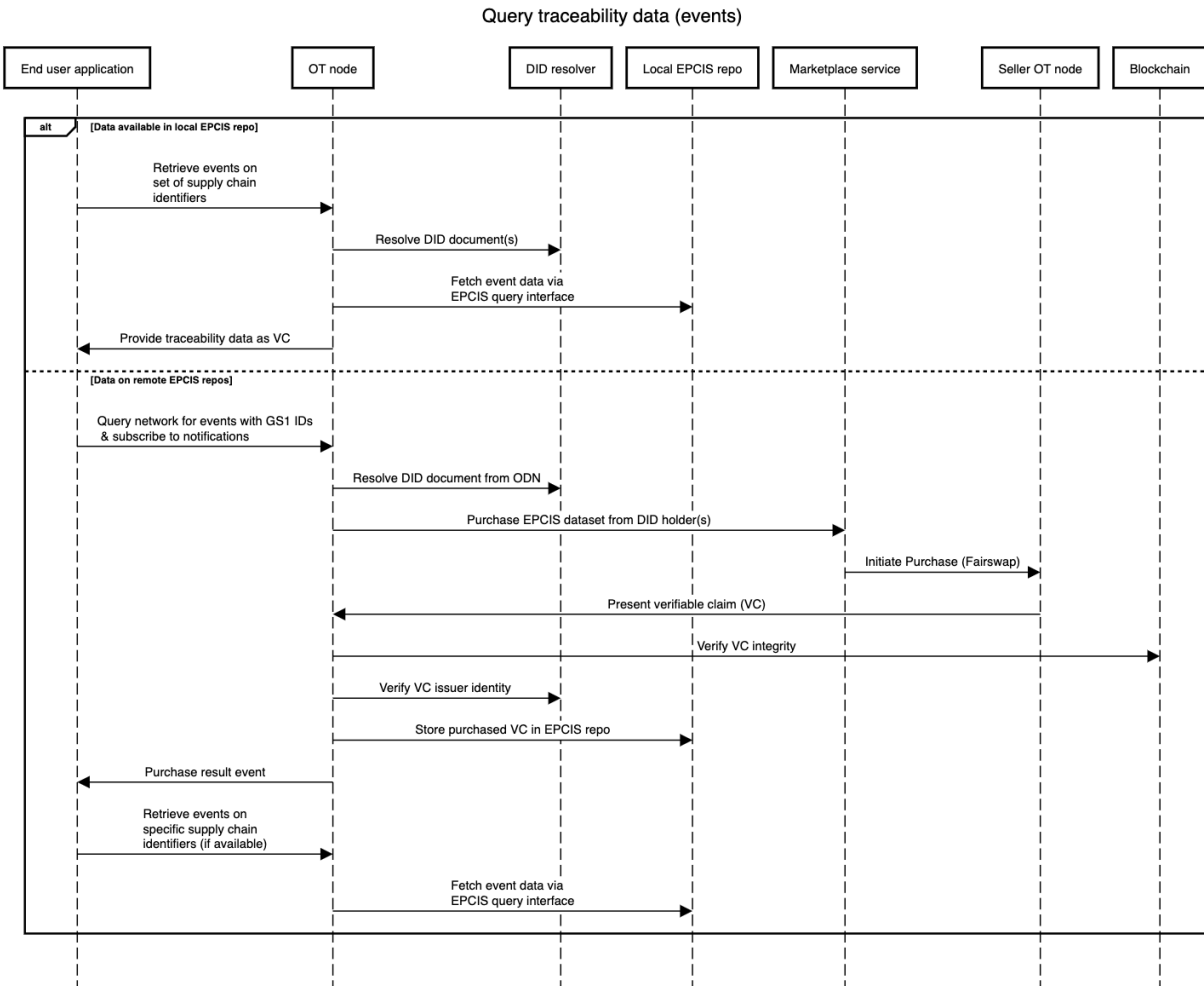 Query traceability data (events)
End user application
OT node
DID resolver
Local EPCIS repo
Marketplace service
Seller OT node
Blockchain
alt
[Data available in local EPCIS repo]
Retrieve events on
set of supply chain
identifiers
Resolve DID document(s)
Fetch event data via
EPCIS query interface
Provide traceability data as VC
[Data on remote EPCIS repos]
Query network for events with GS1 IDs
& subscribe to notifications
Resolve DID document from ODN
Purchase EPCIS dataset from DID holder(s)
Initiate Purchase (Fairswap)
Present verifiable claim (VC)
Verify VC integrity
Verify VC issuer identity
Store purchased VC in EPCIS repo
Purchase result event
Retrieve events on
specific supply chain
identifiers (if available)
Fetch event data via
EPCIS query interface